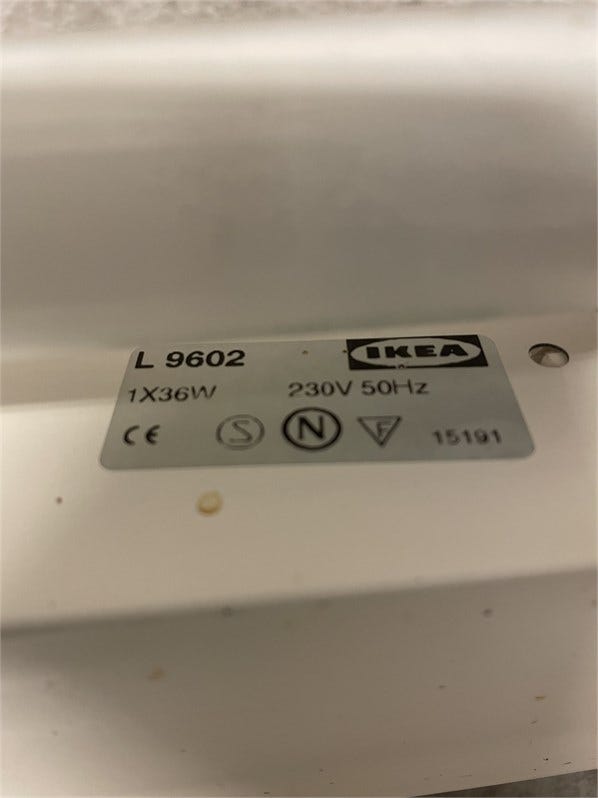 L 9602 IKEA
1X36W 230V 50Hz
CE S N F 15191